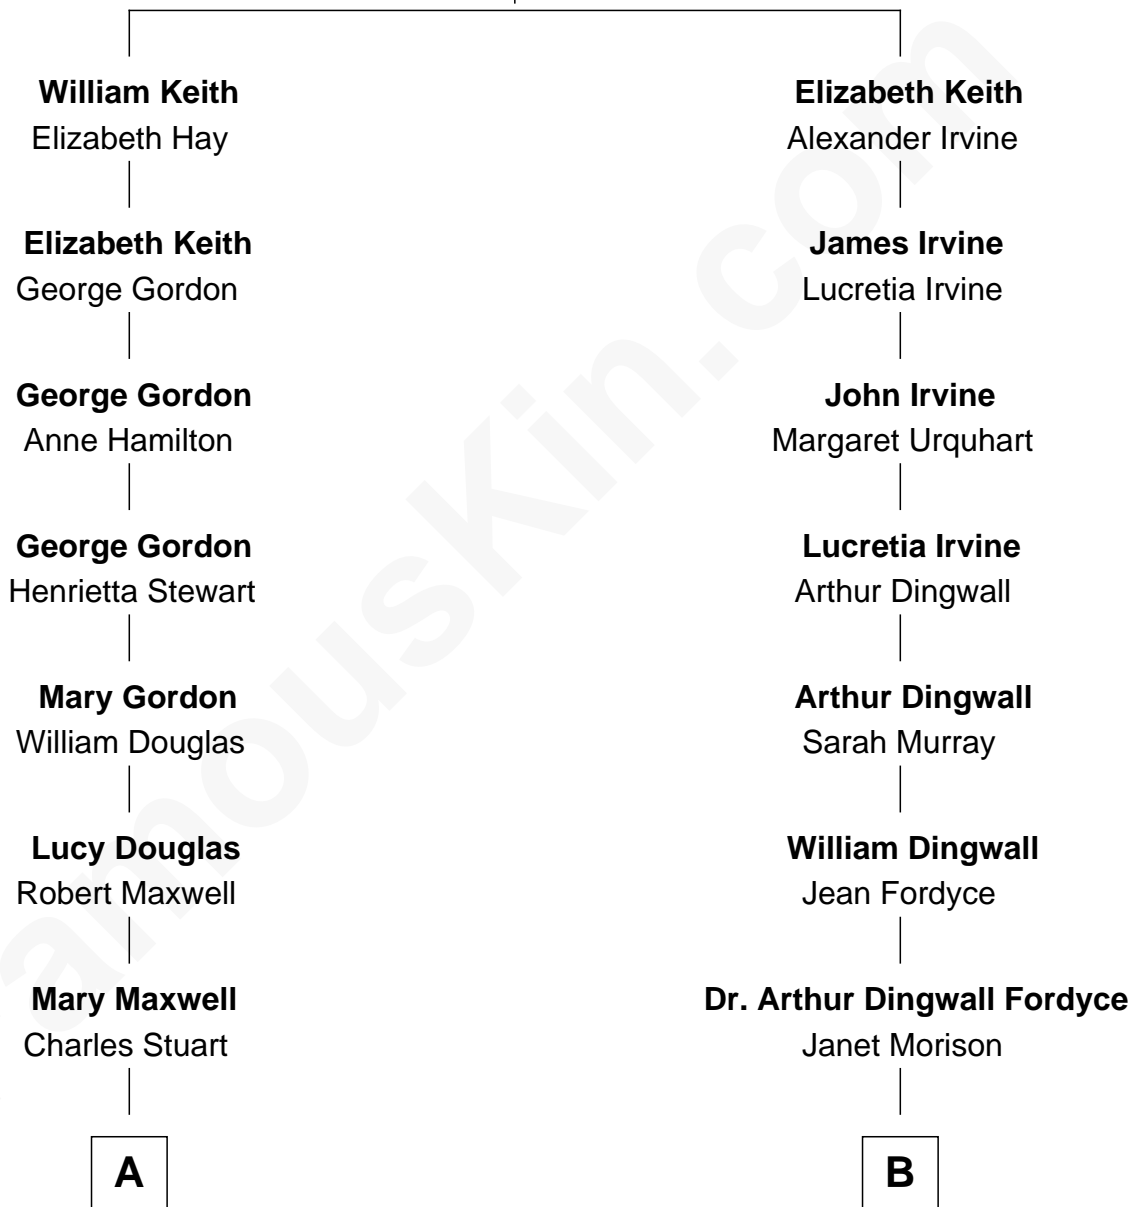 William Keith
Elizabeth Hay
Elizabeth Keith
George Gordon
George Gordon
Anne Hamilton
George Gordon
Henrietta Stewart
Mary Gordon
William Douglas
Lucy Douglas
Robert Maxwell
Mary Maxwell
Charles Stuart
A
Elizabeth Keith
Alexander Irvine
James Irvine
Lucretia Irvine
John Irvine
Margaret Urquhart
Lucretia Irvine
Arthur Dingwall
Arthur Dingwall
Sarah Murray
William Dingwall
Jean Fordyce
Dr. Arthur Dingwall Fordyce
Janet Morison
B
amousKin.com